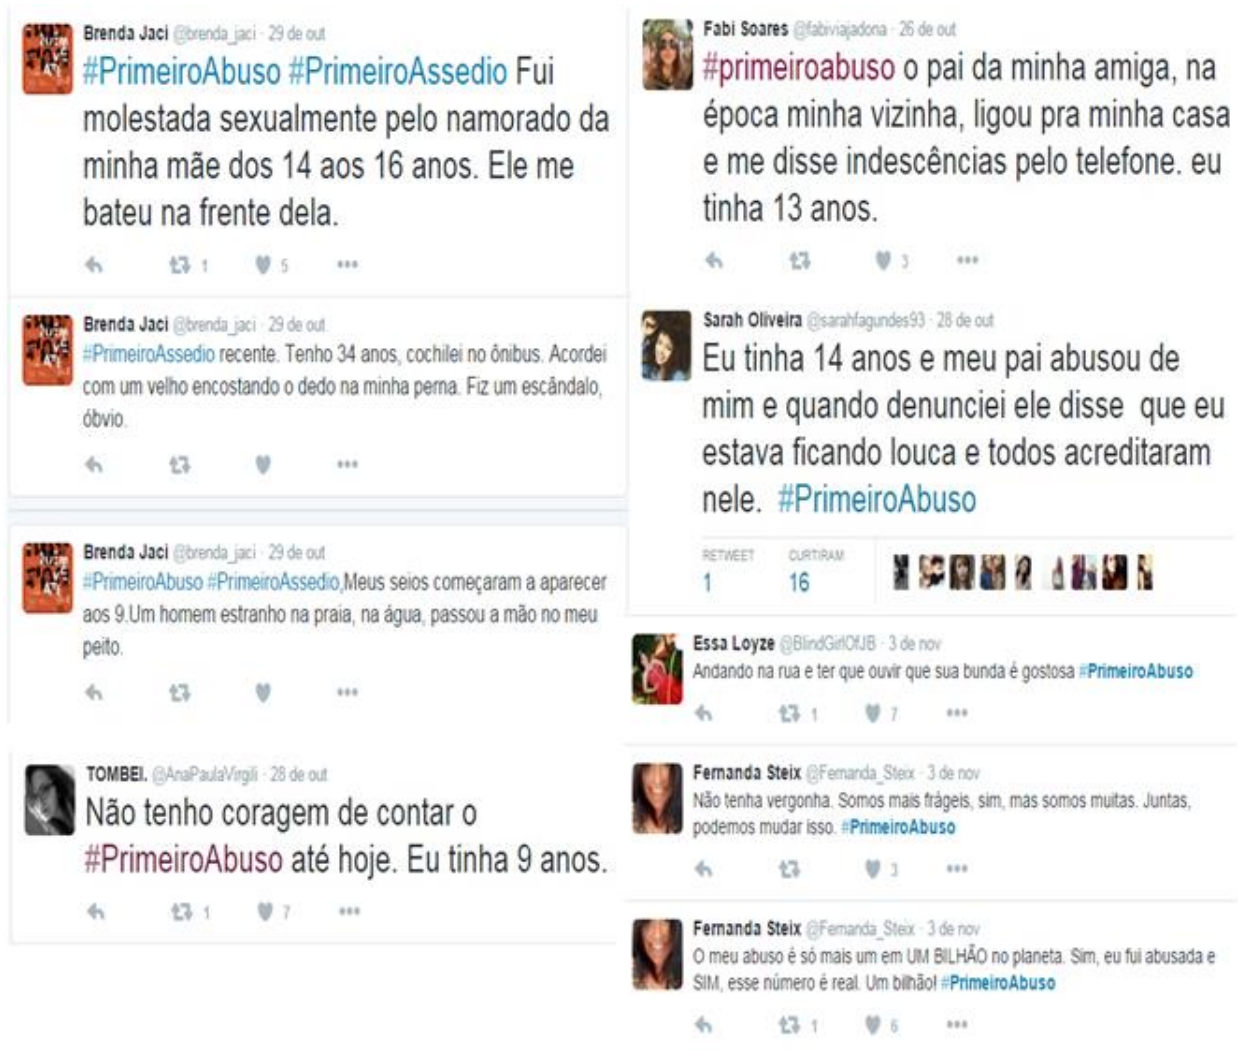 Brenda Jaci @brenda_jaci · 29 de out
#PrimeiroAbuso #PrimeiroAssedio Fui
molestada sexualmente pelo namorado da
minha mãe dos 14 aos 16 anos. Ele me
bateu na frente dela.
1 5
Brenda Jaci @brenda_jaci · 29 de out
#PrimeiroAssedio recente. Tenho 34 anos, cochilei no ônibus. Acordei
com um velho encostando o dedo na minha perna. Fiz um escândalo,
óbvio.
Brenda Jaci @brenda_jaci · 29 de out
#PrimeiroAbuso #PrimeiroAssedio,Meus seios começaram a aparecer
aos 9.Um homem estranho na praia, na água, passou a mão no meu
peito.
TOMBEI. @AnaPaulaVirgili · 28 de out
Não tenho coragem de contar o
#PrimeiroAbuso até hoje. Eu tinha 9 anos.
1 7
Fabi Soares @fabiviajadona · 26 de out
#primeiroabuso o pai da minha amiga, na
época minha vizinha, ligou pra minha casa
e me disse indescências pelo telefone. eu
tinha 13 anos.
3
Sarah Oliveira @sarahfagundes93 · 28 de out
Eu tinha 14 anos e meu pai abusou de
mim e quando denunciei ele disse que eu
estava ficando louca e todos acreditaram
nele. #PrimeiroAbuso
RETWEET CURTIRAM
1 16
Essa Loyze @BlindGirlOfJB · 3 de nov
Andando na rua e ter que ouvir que sua bunda é gostosa #PrimeiroAbuso
1 7
Fernanda Steix @Fernanda_Steix · 3 de nov
Não tenha vergonha. Somos mais frágeis, sim, mas somos muitas. Juntas,
podemos mudar isso. #PrimeiroAbuso
3
Fernanda Steix @Fernanda_Steix · 3 de nov
O meu abuso é só mais um em UM BILHÃO no planeta. Sim, eu fui abusada e
SIM, esse número é real. Um bilhão! #PrimeiroAbuso
1 6